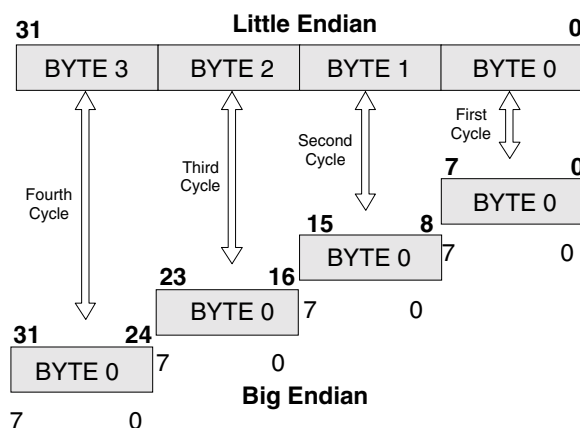 31 Little Endian 0
BYTE 3 BYTE 2 BYTE 1 BYTE 0
First
Cycle
Second
Cycle
Third
Cycle
Fourth
Cycle
7 0
BYTE 0
15 8
7 0
BYTE 0
23 16
7 0
BYTE 0
31 24
7 0
BYTE 0
Big Endian
7 0